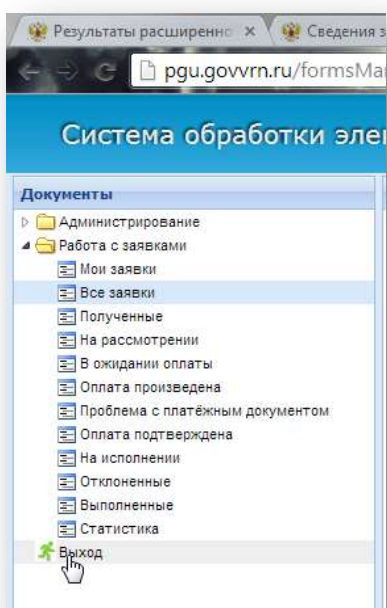 Результаты расширенно
Сведения з
pgu.govvrn.ru/formsMa
Система обработки эле
Документы
Администрирование
Работа с заявками
Мои заявки
Все заявки
Полученные
На рассмотрении
В ожидании оплаты
Оплата произведена
Проблема с платёжным документом
Оплата подтверждена
На исполнении
Отклоненные
Выполненные
Статистика
Выход